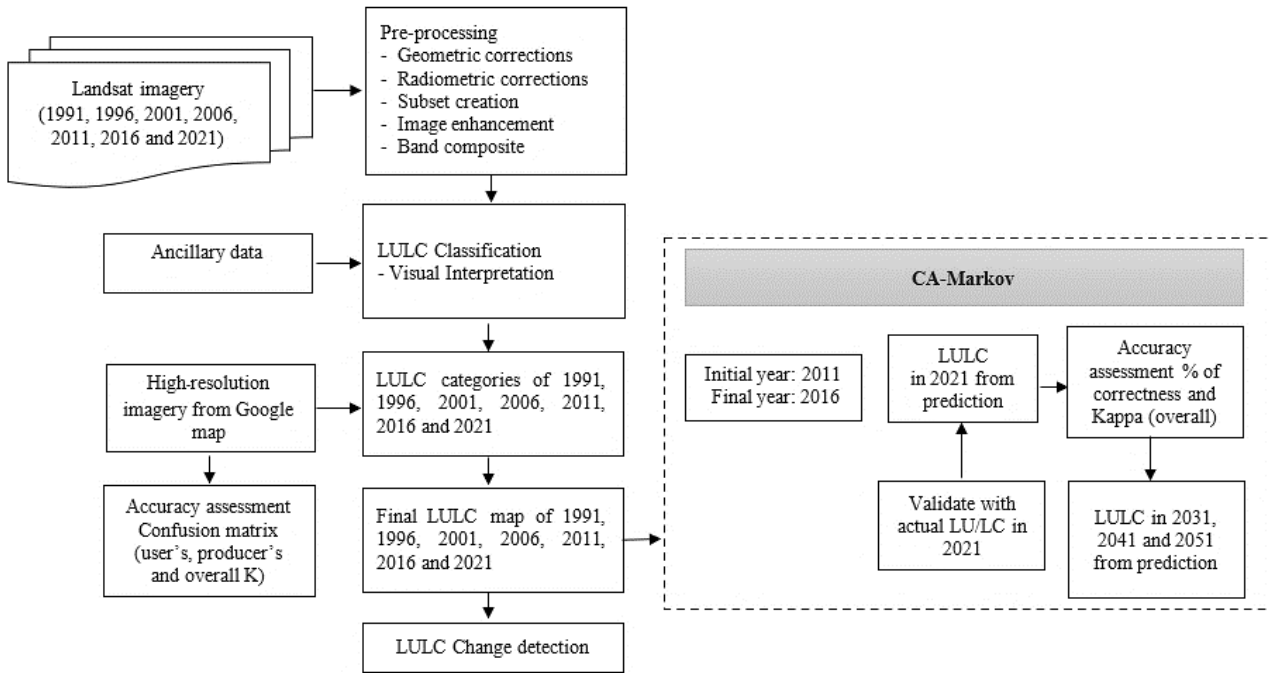 Landsat imagery
(1991, 1996, 2001, 2006,
2011, 2016 and 2021)
Pre-processing
- Geometric corrections
- Radiometric corrections
- Subset creation
- Image enhancement
- Band composite
Ancillary data
LULC Classification
- Visual Interpretation
High-resolution
imagery from Google
map
LULC categories of 1991,
1996, 2001, 2006, 2011,
2016 and 2021
Accuracy assessment
Confusion matrix
(user’s, producer’s
and overall K)
Final LULC map of 1991,
1996, 2001, 2006, 2011,
2016 and 2021
LULC Change detection
CA-Markov
Initial year: 2011
Final year: 2016
LULC
in 2021 from
prediction
Accuracy
assessment % of
correctness and
Kappa (overall)
Validate with
actual LU/LC in
2021
LULC in 2031,
2041 and 2051
from prediction